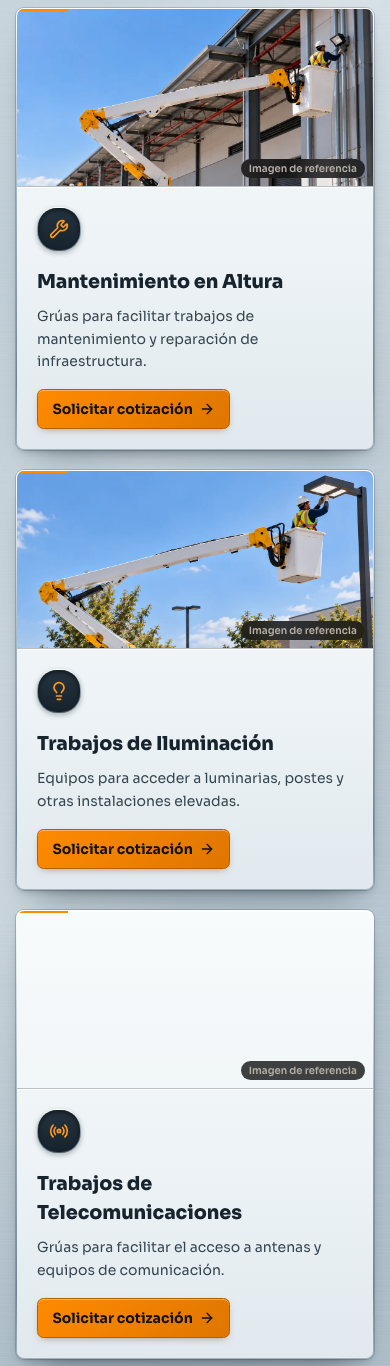 Imagen de referencia
Mantenimiento en Altura
Grúas para facilitar trabajos de
mantenimiento y reparación de
infraestructura.
Solicitar cotización →
Imagen de referencia
Trabajos de Iluminación
Equipos para acceder a luminarias, postes y
otras instalaciones elevadas.
Solicitar cotización →
Imagen de referencia
Trabajos de
Telecomunicaciones
Grúas para facilitar el acceso a antenas y
equipos de comunicación.
Solicitar cotización →